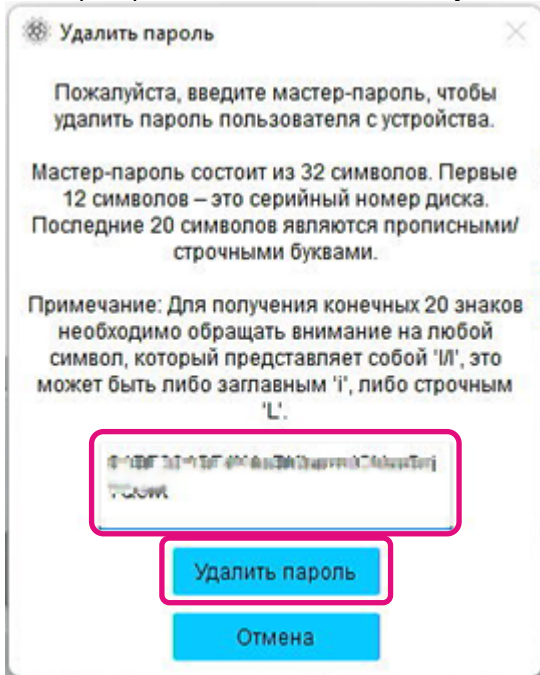 Удалить пароль
Пожалуйста, введите мастер-пароль, чтобы
удалить пароль пользователя с устройства.
Мастер-пароль состоит из 32 символов. Первые
12 символов – это серийный номер диска.
Последние 20 символов являются прописными/
строчными буквами.
Примечание: Для получения конечных 20 знаков
необходимо обращать внимание на любой
символ, который представляет собой 'I/l', это
может быть либо заглавным 'i', либо строчным
'L'.
Удалить пароль
Отмена